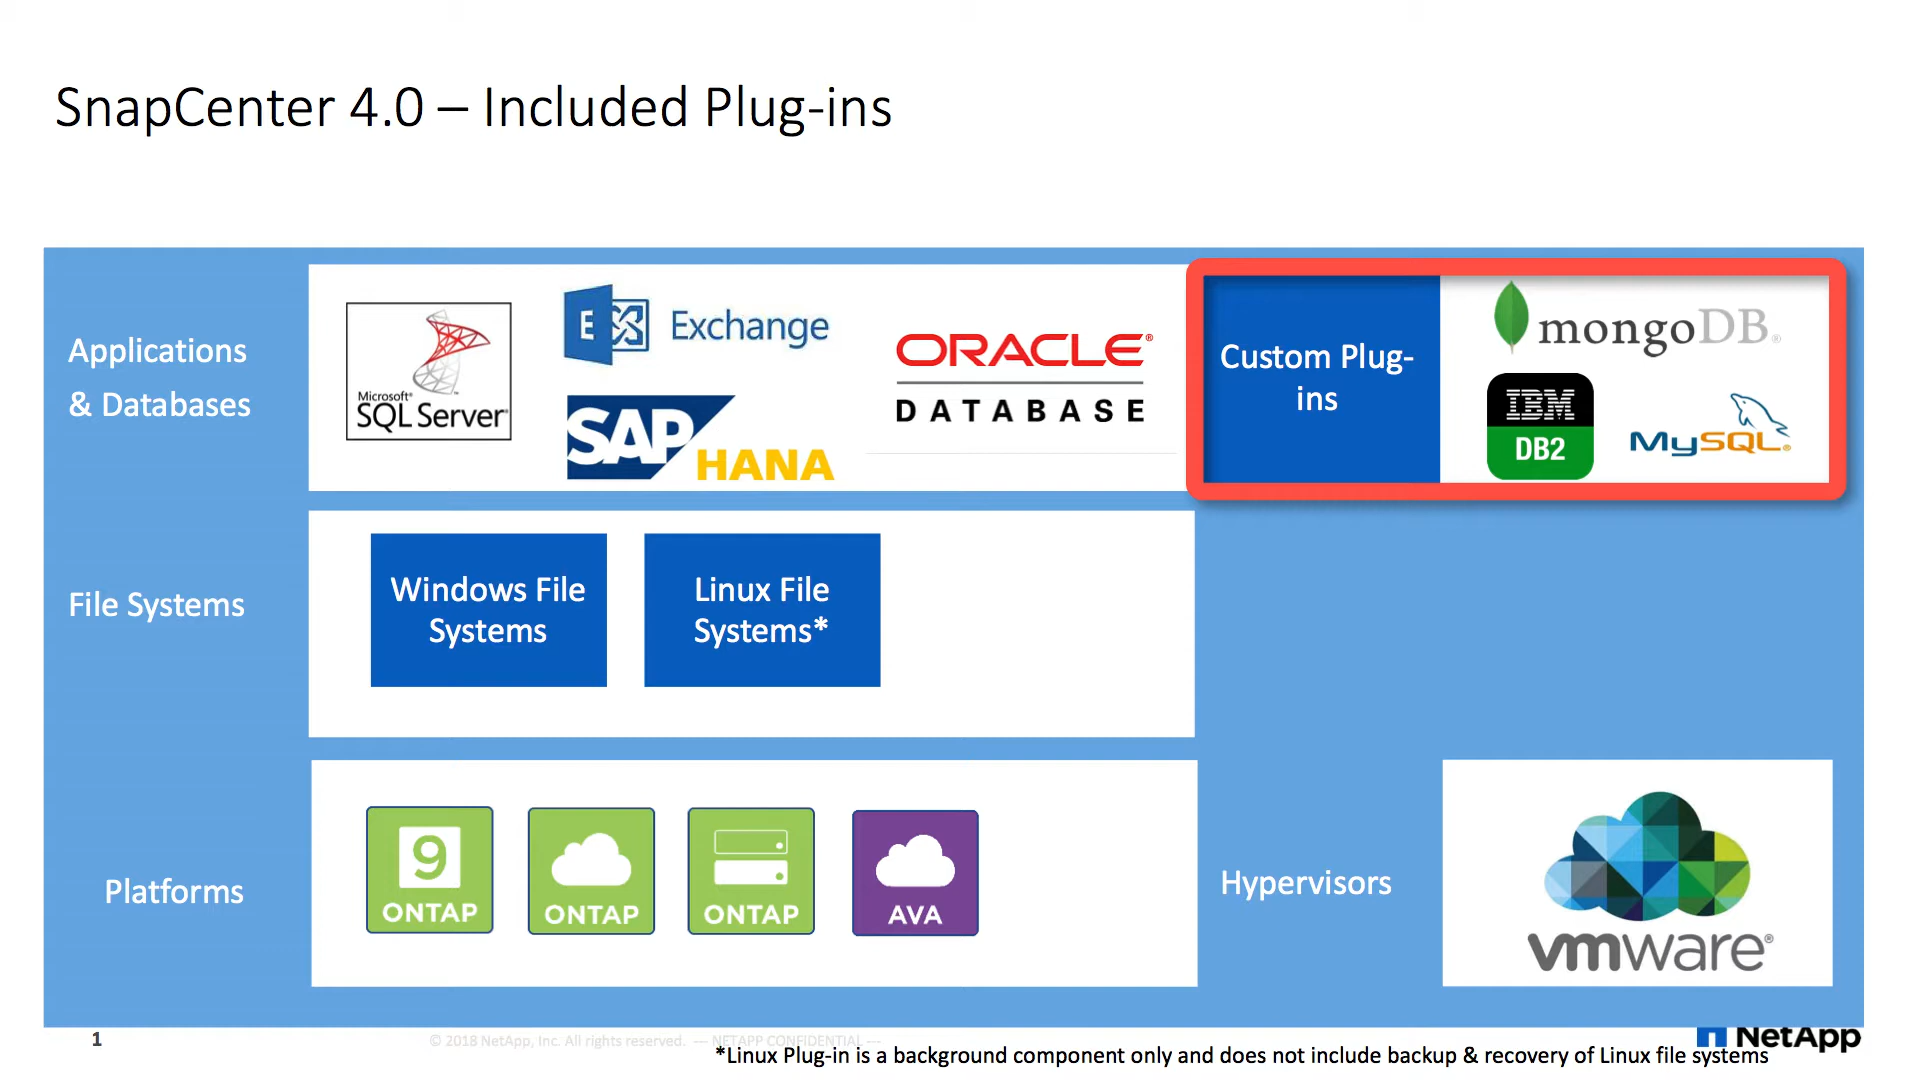 SnapCenter 4.0 – Included Plug-ins
Applications
& Databases
Microsoft®
SQL Server®
E X Exchange
SAP HANA
ORACLE®
DATABASE
Custom Plug-
ins
mongoDB®
IBM
DB2
MySQL®
File Systems
Windows File
Systems
Linux File
Systems*
Platforms
9
ONTAP
ONTAP
ONTAP
AVA
Hypervisors
vmware®
1
© 2018 NetApp, Inc. All rights reserved. --- NETAPP CONFIDENTIAL ---
NetApp
*Linux Plug-in is a background component only and does not include backup & recovery of Linux file systems